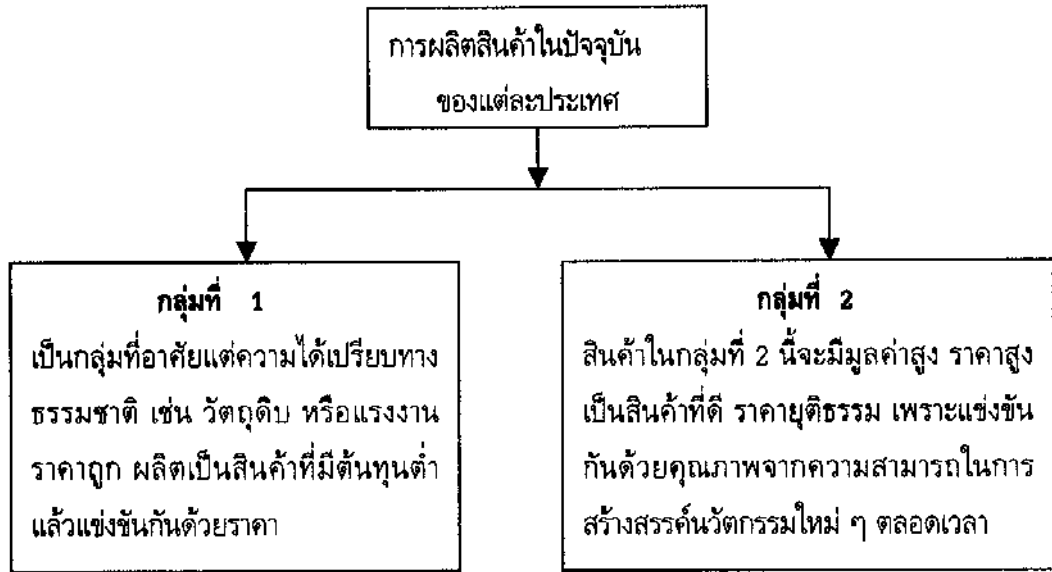 การผลิตสินค้าในปัจจุบัน
ของแต่ละประเทศ
กลุ่มที่ 1
เป็นกลุ่มที่อาศัยแต่ความได้เปรียบทาง
ธรรมชาติ เช่น วัตถุดิบ หรือแรงงาน
ราคาถูก ผลิตเป็นสินค้าที่มีต้นทุนต่ำ
แล้วแข่งขันกันด้วยราคา
กลุ่มที่ 2
สินค้าในกลุ่มที่ 2 นี้จะมีมูลค่าสูง ราคาสูง
เป็นสินค้าที่ดี ราคายุติธรรม เพราะแข่งขัน
กันด้วยคุณภาพจากความสามารถในการ
สร้างสรรค์นวัตกรรมใหม่ ๆ ตลอดเวลา